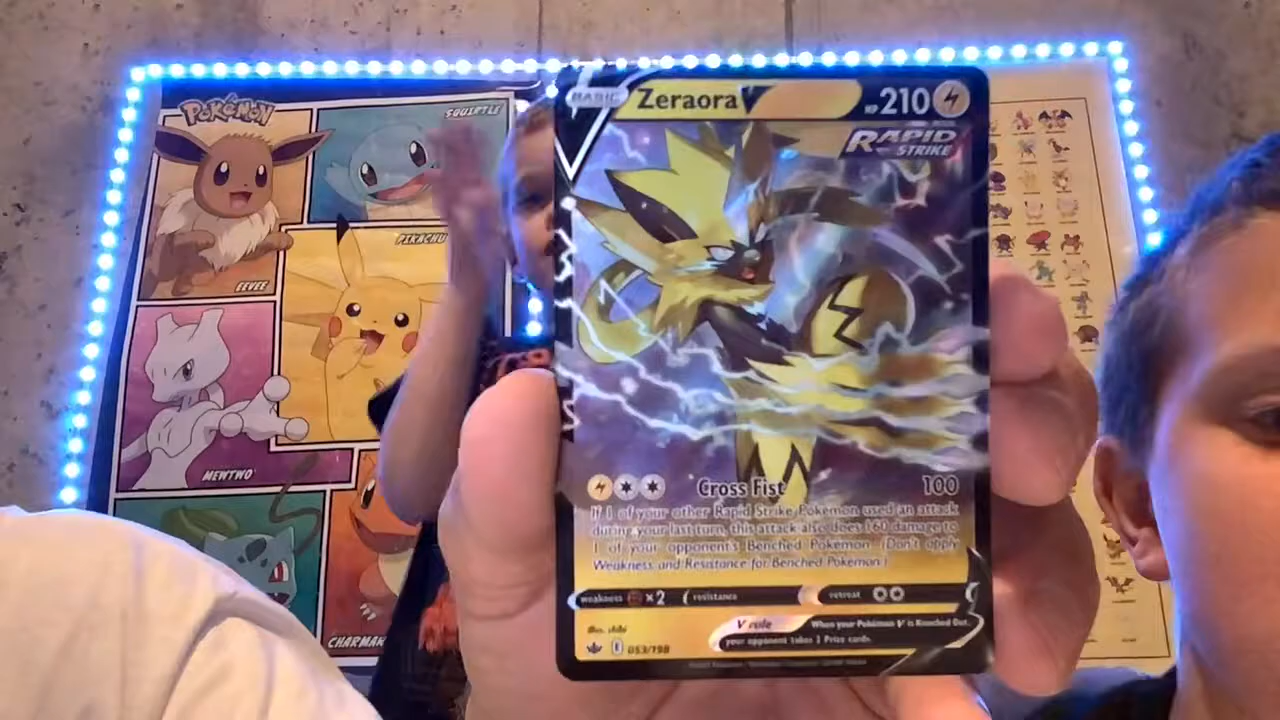 POKÉMON
SQUIRTLE
EEVEE
PIKACHU
MEWTWO
CHARMAN
BASIC
Zeraora V
HP 210
RAPID
STRIKE
Cross Fist 100
If 1 of your other Rapid Strike Pokémon used an attack
during your last turn, this attack also does 160 damage to
1 of your opponent's Benched Pokémon. (Don't apply
Weakness and Resistance for Benched Pokémon.)
weakness ×2 resistance retreat
V rule When your Pokémon V is Knocked Out,
your opponent takes 2 Prize cards.
Illus.
E 053/198